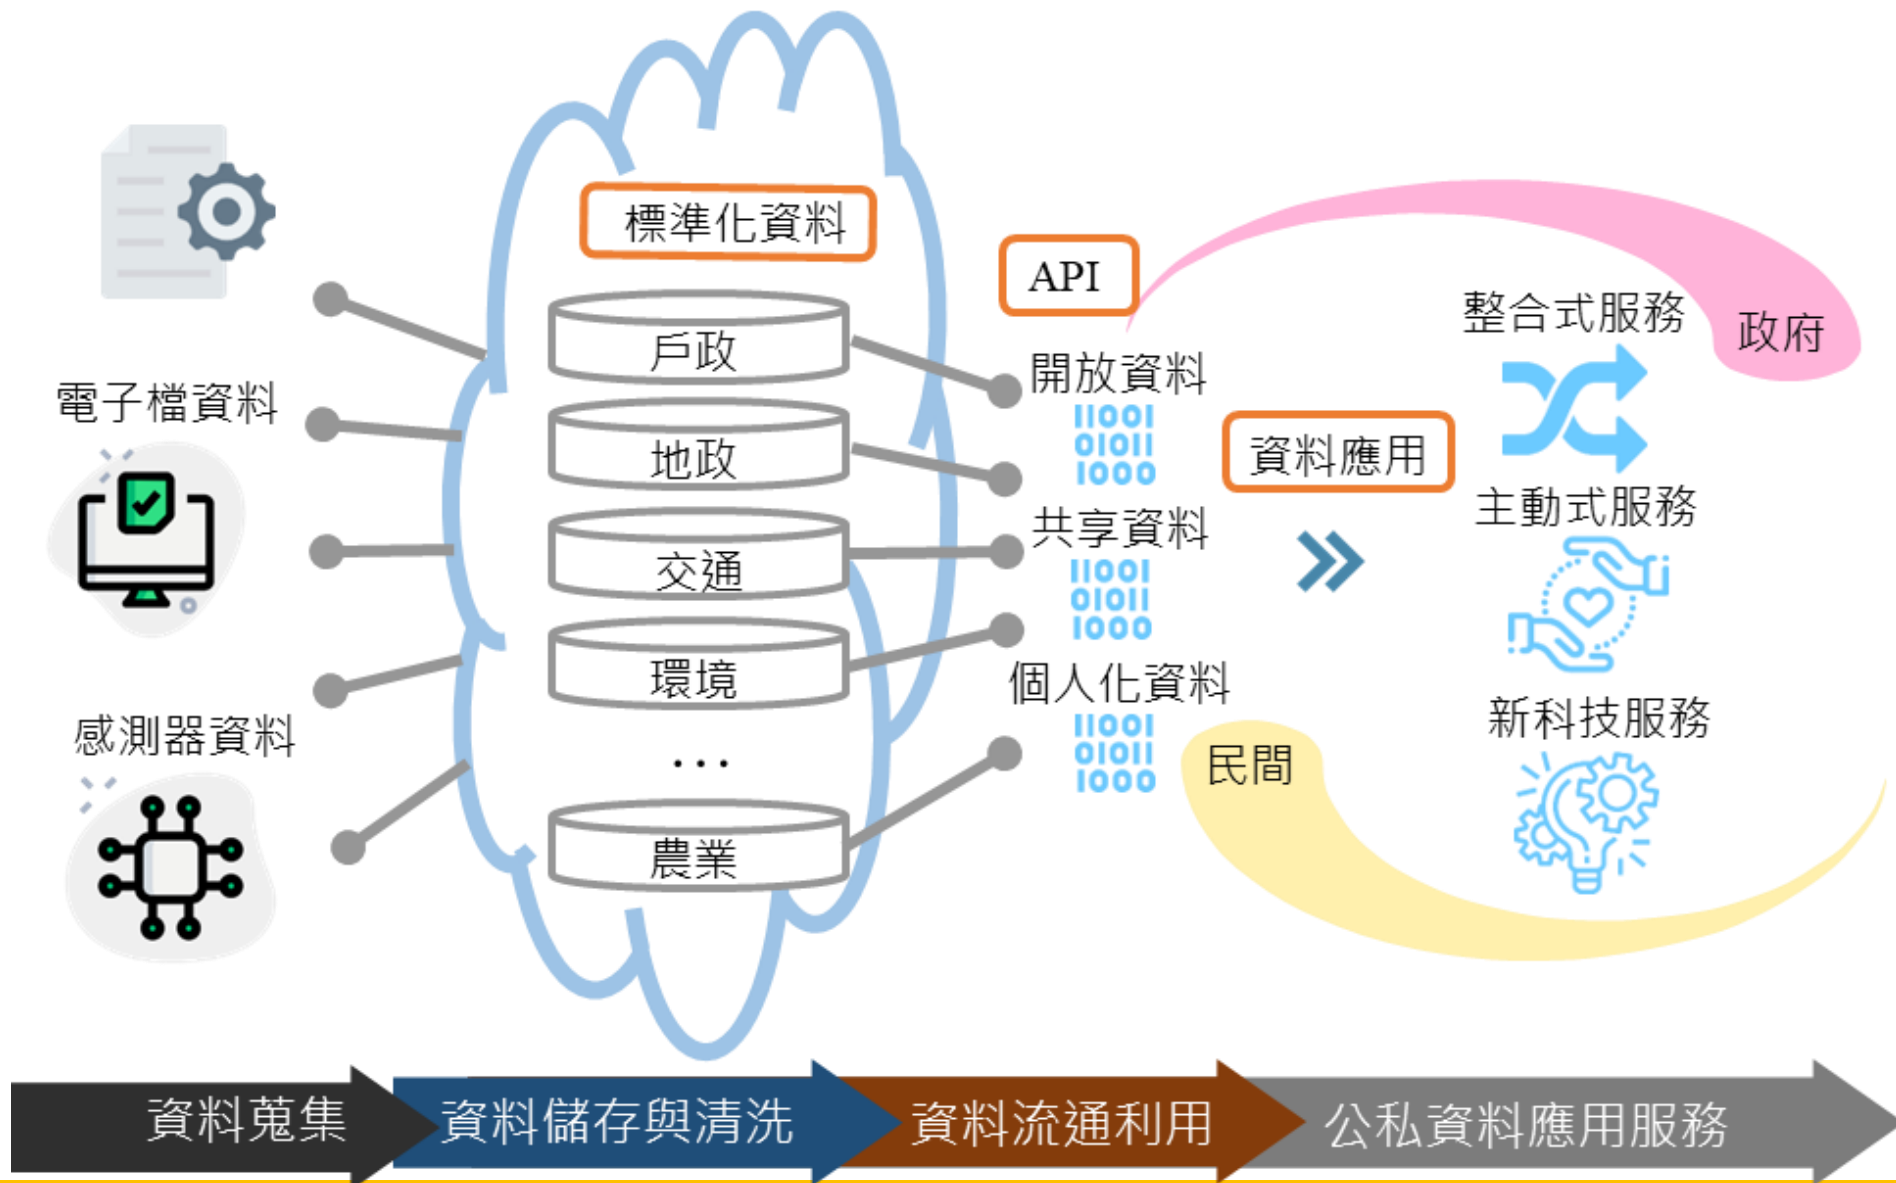 電子檔資料
感測器資料
標準化資料
戶政
地政
交通
環境
...
農業
API
開放資料
11001
01011
1000
共享資料
11001
01011
1000
個人化資料
11001
01011
1000
資料應用
整合式服務
主動式服務
新科技服務
政府
民間
資料蒐集
資料儲存與清洗
資料流通利用
公私資料應用服務